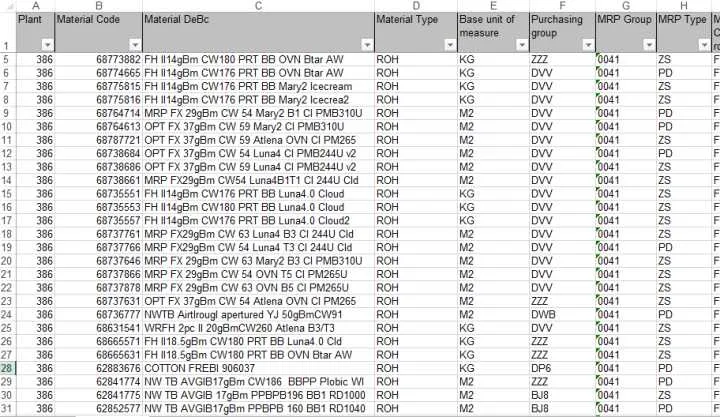 A B C D E F G H
Plant Material Code Material DeBc Material Type Base unit of measure Purchasing group MRP Group MRP Type
1
5 386 68773882 FH II14gBm CW180 PRT BB OVN Btar AW ROH KG ZZZ 0041 ZS F
6 386 68774665 FH II14gBm CW176 PRT BB OVN Btar AW ROH KG DVV 0041 PD F
7 386 68775815 FH II14gBm CW176 PRT BB Mary2 Icecream ROH KG DVV 0041 ZS F
8 386 68775816 FH II14gBm CW176 PRT BB Mary2 Icecrea2 ROH KG DVV 0041 ZS F
9 386 68764714 MRP FX 29gBm CW 54 Mary2 B1 CI PMB310U ROH M2 DVV 0041 PD F
10 386 68764613 OPT FX 37gBm CW 59 Mary2 CI PMB310U ROH M2 DVV 0041 PD F
11 386 68787721 OPT FX 37gBm CW 59 Atlena OVN CI PM265 ROH M2 DVV 0041 ZS F
12 386 68738684 OPT FX 37gBm CW 54 Luna4 CI PMB244U v2 ROH M2 DVV 0041 PD F
13 386 68738686 OPT FX 37gBm CW 59 Luna4 CI PMB244U v2 ROH M2 DVV 0041 ZS F
14 386 68738661 MRP FX29gBm CW54 Luna4B1T1 CI 244U Cld ROH M2 DVV 0041 ZS F
15 386 68735551 FH II14gBm CW176 PRT BB Luna4.0 Cloud ROH KG DVV 0041 ZS F
16 386 68735553 FH II14gBm CW180 PRT BB Luna4.0 Cloud ROH KG DVV 0041 ZS F
17 386 68735557 FH II14gBm CW176 PRT BB Luna4.0 Cloud2 ROH KG DVV 0041 ZS F
18 386 68737761 MRP FX29gBm CW 63 Luna4 B3 CI 244U Cld ROH M2 DVV 0041 ZS F
19 386 68737766 MRP FX29gBm CW 54 Luna4 T3 CI 244U Cld ROH M2 DVV 0041 PD F
20 386 68737646 MRP FX 29gBm CW 63 Mary2 B3 CI PMB310U ROH M2 DVV 0041 ZS F
21 386 68737866 MRP FX 29gBm CW 54 OVN T5 CI PM265U ROH M2 DVV 0041 ZS F
22 386 68737878 MRP FX 29gBm CW 63 OVN B5 CI PM265U ROH M2 DVV 0041 ZS F
23 386 68737631 OPT FX 37gBm CW 54 Atlena OVN CI PM265 ROH M2 ZZZ 0041 ZS F
24 386 68736777 NWTB Airtlrougl apertured YJ 50gBmCW91 ROH M2 DWB 0041 PD F
25 386 68631541 WRFH 2pc II 20gBmCW260 Atlena B3/T3 ROH KG DVV 0041 ZS F
26 386 68665571 FH II18.5gBm CW180 PRT BB Luna4.0 Cld ROH KG ZZZ 0041 ZS F
27 386 68665631 FH II18.5gBm CW180 PRT BB OVN Btar AW ROH KG ZZZ 0041 ZS F
28 386 62883676 COTTON FREBI 906037 ROH KG DP6 0041 PD F
29 386 62841774 NW TB AVGIB17gBm CW186 BBPP Plobic WI ROH M2 ZZZ 0041 ZS F
30 386 62841775 NW TB AVGIB 17gBm PPBPB196 BB1 RD1000 ROH M2 BJ8 0041 ZS F
31 386 62852577 NW TB AVGIB17gBm PPBPB 160 BB1 RD1040 ROH M2 BJ8 0041 PD F